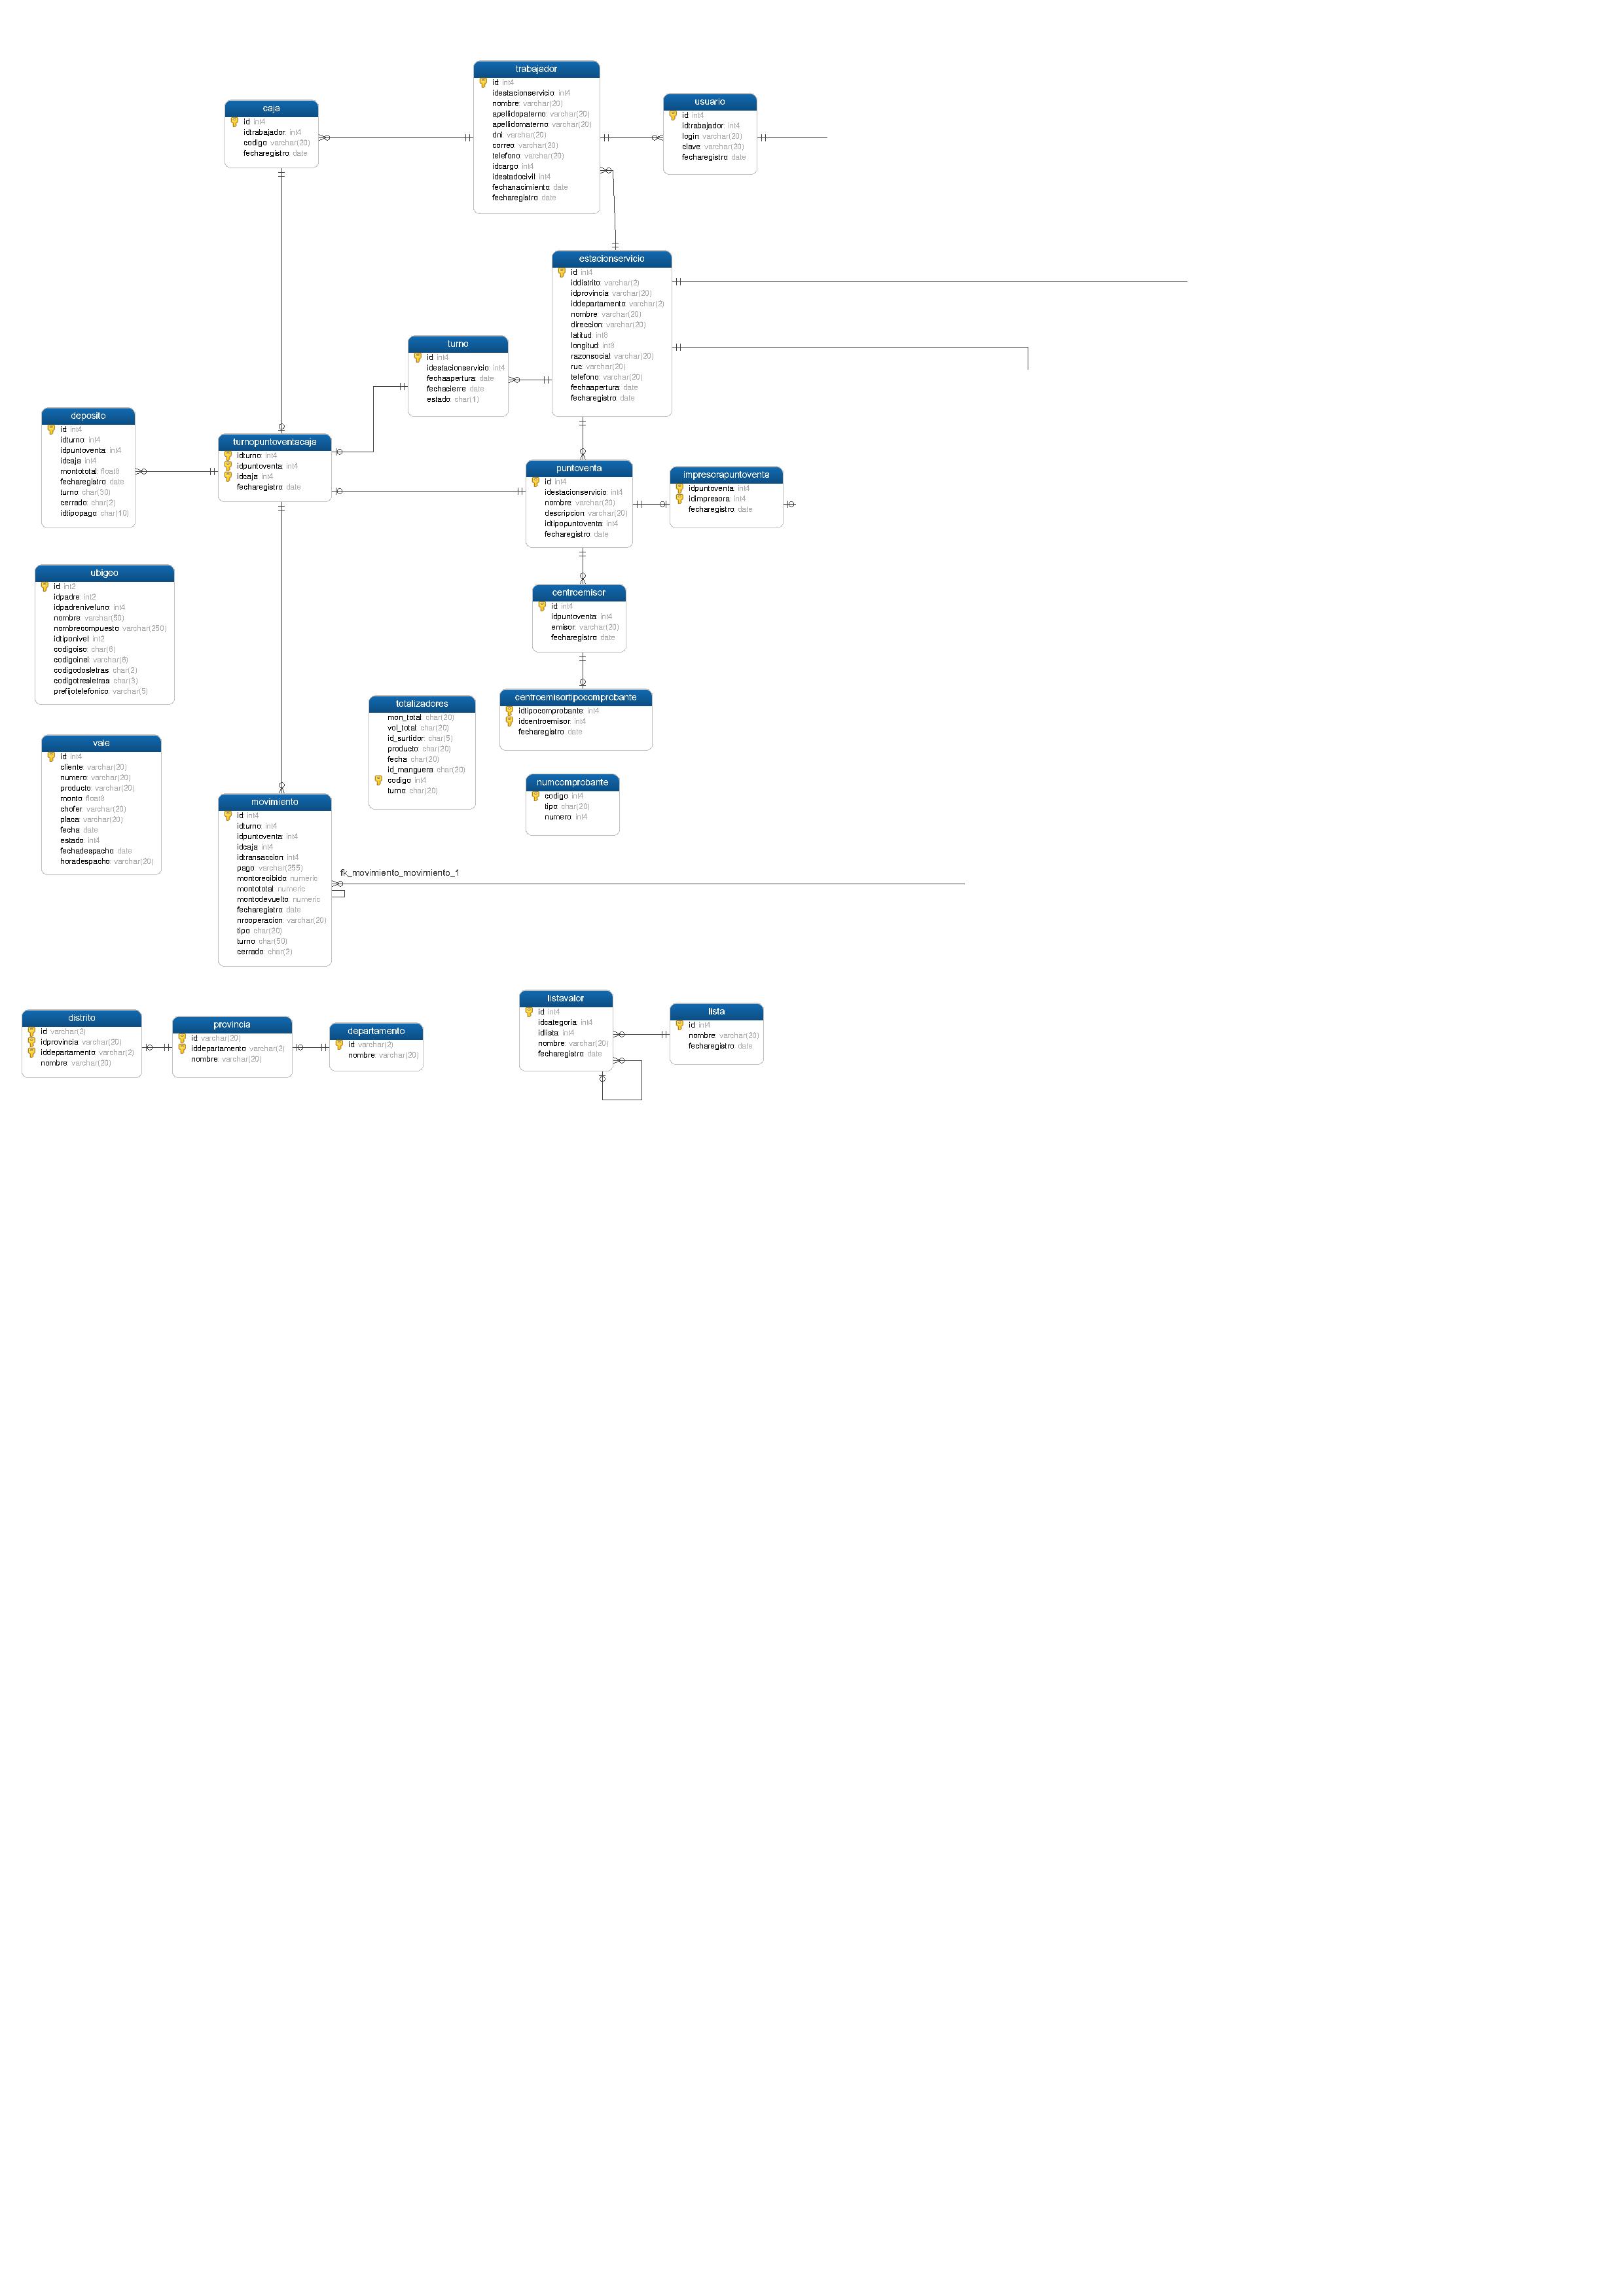 trabajador
id int4
idestacionservicio int4
nombre varchar(20)
apellidopaterno varchar(20)
apellidomaterno varchar(20)
dni varchar(20)
correo varchar(20)
telefono varchar(20)
idcargo int4
idestadocivil int4
fechanacimiento date
fecharegistro date
usuario
id int4
idtrabajador int4
login varchar(20)
clave varchar(20)
fecharegistro date
caja
id int4
idtrabajador int4
codigo varchar(20)
fecharegistro date
estacionservicio
id int4
iddistrito varchar(2)
idprovincia varchar(20)
iddepartamento varchar(2)
nombre varchar(20)
direccion varchar(20)
latitud int8
longitud int8
razonsocial varchar(20)
ruc varchar(20)
telefono varchar(20)
fechaapertura date
fecharegistro date
turno
id int4
idestacionservicio int4
fechaapertura date
fechacierre date
estado char(1)
deposito
id int4
idturno int4
idpuntoventa int4
idcaja int4
montototal float8
fecharegistro date
turno char(30)
cerrado char(2)
idtipopago char(10)
turnopuntoventacaja
idturno int4
idpuntoventa int4
idcaja int4
fecharegistro date
puntoventa
id int4
idestacionservicio int4
nombre varchar(20)
descripcion varchar(20)
idtipopuntoventa int4
fecharegistro date
impresorapuntoventa
idpuntoventa int4
idimpresora int4
fecharegistro date
ubigeo
id int2
idpadre int2
idpadreniveluno int4
nombre varchar(50)
nombrecompuesto varchar(250)
idtiponivel int2
codigoiso char(8)
codigoinei varchar(8)
codigodosletras char(2)
codigotresletras char(3)
prefijotelefonico varchar(5)
centroemisor
id int4
idpuntoventa int4
emisor varchar(20)
fecharegistro date
centroemisortipocomprobante
idtipocomprobante int4
idcentroemisor int4
fecharegistro date
totalizadores
mon_total char(20)
vol_total char(20)
id_surtidor char(5)
producto char(20)
fecha char(20)
id_manguera char(20)
codigo int4
turno char(20)
vale
id int4
cliente varchar(20)
numero varchar(20)
producto varchar(20)
monto float8
chofer varchar(20)
placa varchar(20)
fecha date
estado int4
fechadespacho date
horadespacho varchar(20)
numcomprobante
codigo int4
tipo char(20)
numero int4
movimiento
id int4
idturno int4
idpuntoventa int4
idcaja int4
idtransaccion int4
pago varchar(255)
montorecibido numeric
montototal numeric
montodevuelto numeric
fecharegistro date
nrooperacion varchar(20)
tipo char(20)
turno char(50)
cerrado char(2)
fk_movimiento_movimiento_1
distrito
id varchar(2)
idprovincia varchar(20)
iddepartamento varchar(2)
nombre varchar(20)
provincia
id varchar(20)
iddepartamento varchar(2)
nombre varchar(20)
departamento
id varchar(2)
nombre varchar(20)
listavalor
id int4
idcategoria int4
idlista int4
nombre varchar(20)
fecharegistro date
lista
id int4
nombre varchar(20)
fecharegistro date